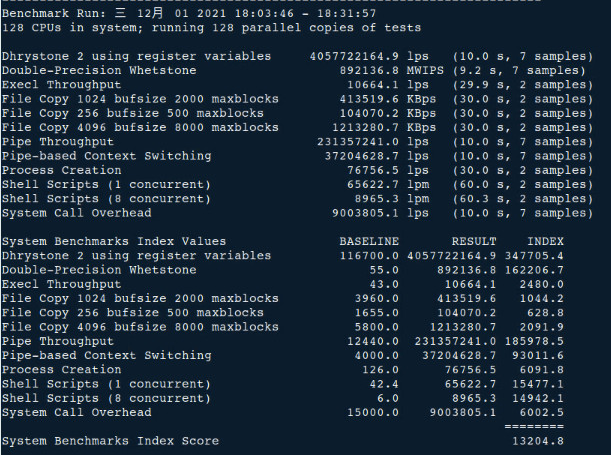 Benchmark Run: 三 12月 01 2021 18:03:46 - 18:31:57
128 CPUs in system; running 128 parallel copies of tests

Dhrystone 2 using register variables 4057722164.9 lps (10.0 s, 7 samples)
Double-Precision Whetstone 892136.8 MWIPS (9.2 s, 7 samples)
Execl Throughput 10664.1 lps (29.9 s, 2 samples)
File Copy 1024 bufsize 2000 maxblocks 413519.6 KBps (30.0 s, 2 samples)
File Copy 256 bufsize 500 maxblocks 104070.2 KBps (30.0 s, 2 samples)
File Copy 4096 bufsize 8000 maxblocks 1213280.7 KBps (30.0 s, 2 samples)
Pipe Throughput 231357241.0 lps (10.0 s, 7 samples)
Pipe-based Context Switching 37204628.7 lps (10.0 s, 7 samples)
Process Creation 76756.5 lps (30.0 s, 2 samples)
Shell Scripts (1 concurrent) 65622.7 lpm (60.0 s, 2 samples)
Shell Scripts (8 concurrent) 8965.3 lpm (60.3 s, 2 samples)
System Call Overhead 9003805.1 lps (10.0 s, 7 samples)

System Benchmarks Index Values BASELINE RESULT INDEX
Dhrystone 2 using register variables 116700.0 4057722164.9 347705.4
Double-Precision Whetstone 55.0 892136.8 162206.7
Execl Throughput 43.0 10664.1 2480.0
File Copy 1024 bufsize 2000 maxblocks 3960.0 413519.6 1044.2
File Copy 256 bufsize 500 maxblocks 1655.0 104070.2 628.8
File Copy 4096 bufsize 8000 maxblocks 5800.0 1213280.7 2091.9
Pipe Throughput 12440.0 231357241.0 185978.5
Pipe-based Context Switching 4000.0 37204628.7 93011.6
Process Creation 126.0 76756.5 6091.8
Shell Scripts (1 concurrent) 42.4 65622.7 15477.1
Shell Scripts (8 concurrent) 6.0 8965.3 14942.1
System Call Overhead 15000.0 9003805.1 6002.5
========
System Benchmarks Index Score 13204.8